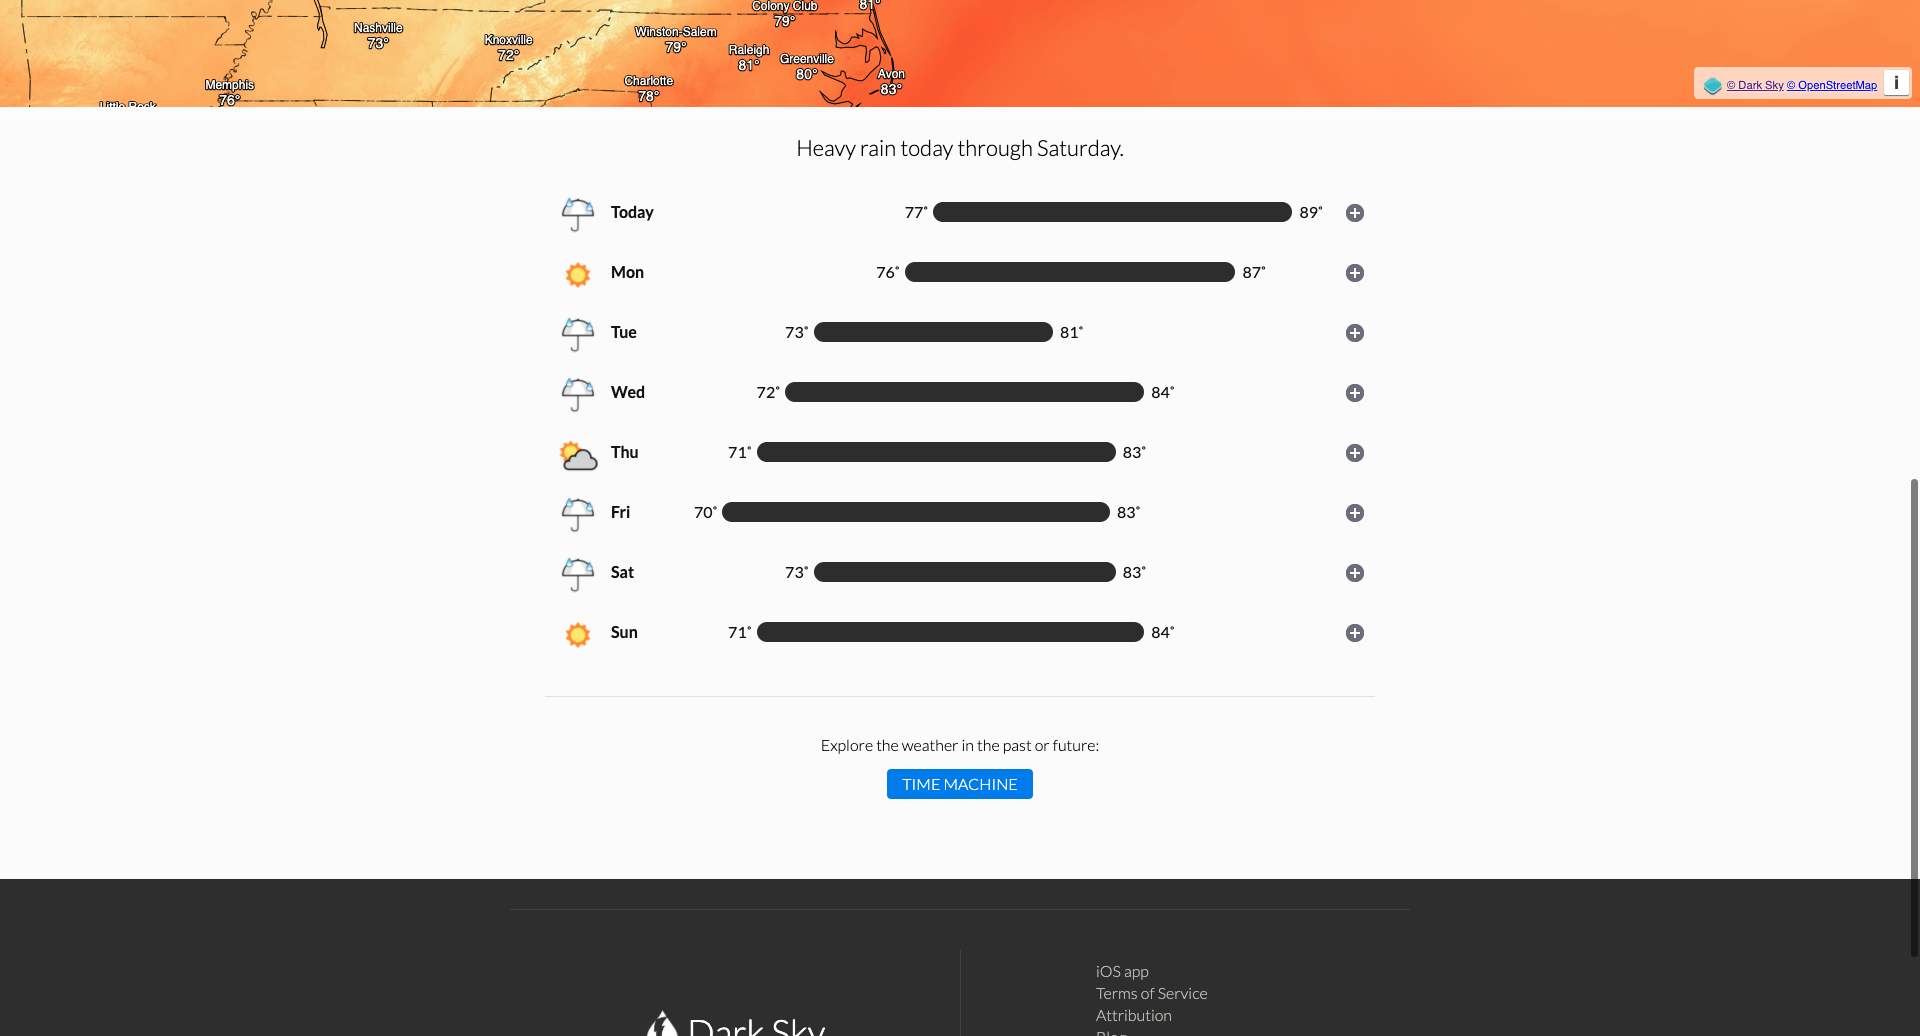 Colony Club
79°
81°
Nashville
73°
Knoxville
72°
Winston-Salem
79°
Raleigh
81°
Greenville
80°
Charlotte
78°
Avon
83°
Memphis
76°
Little Rock
© Dark Sky © OpenStreetMap i
Heavy rain today through Saturday.
Today 77° 89°
Mon 76° 87°
Tue 73° 81°
Wed 72° 84°
Thu 71° 83°
Fri 70° 83°
Sat 73° 83°
Sun 71° 84°
Explore the weather in the past or future:
TIME MACHINE
Dark Sky
iOS app
Terms of Service
Attribution
Blog